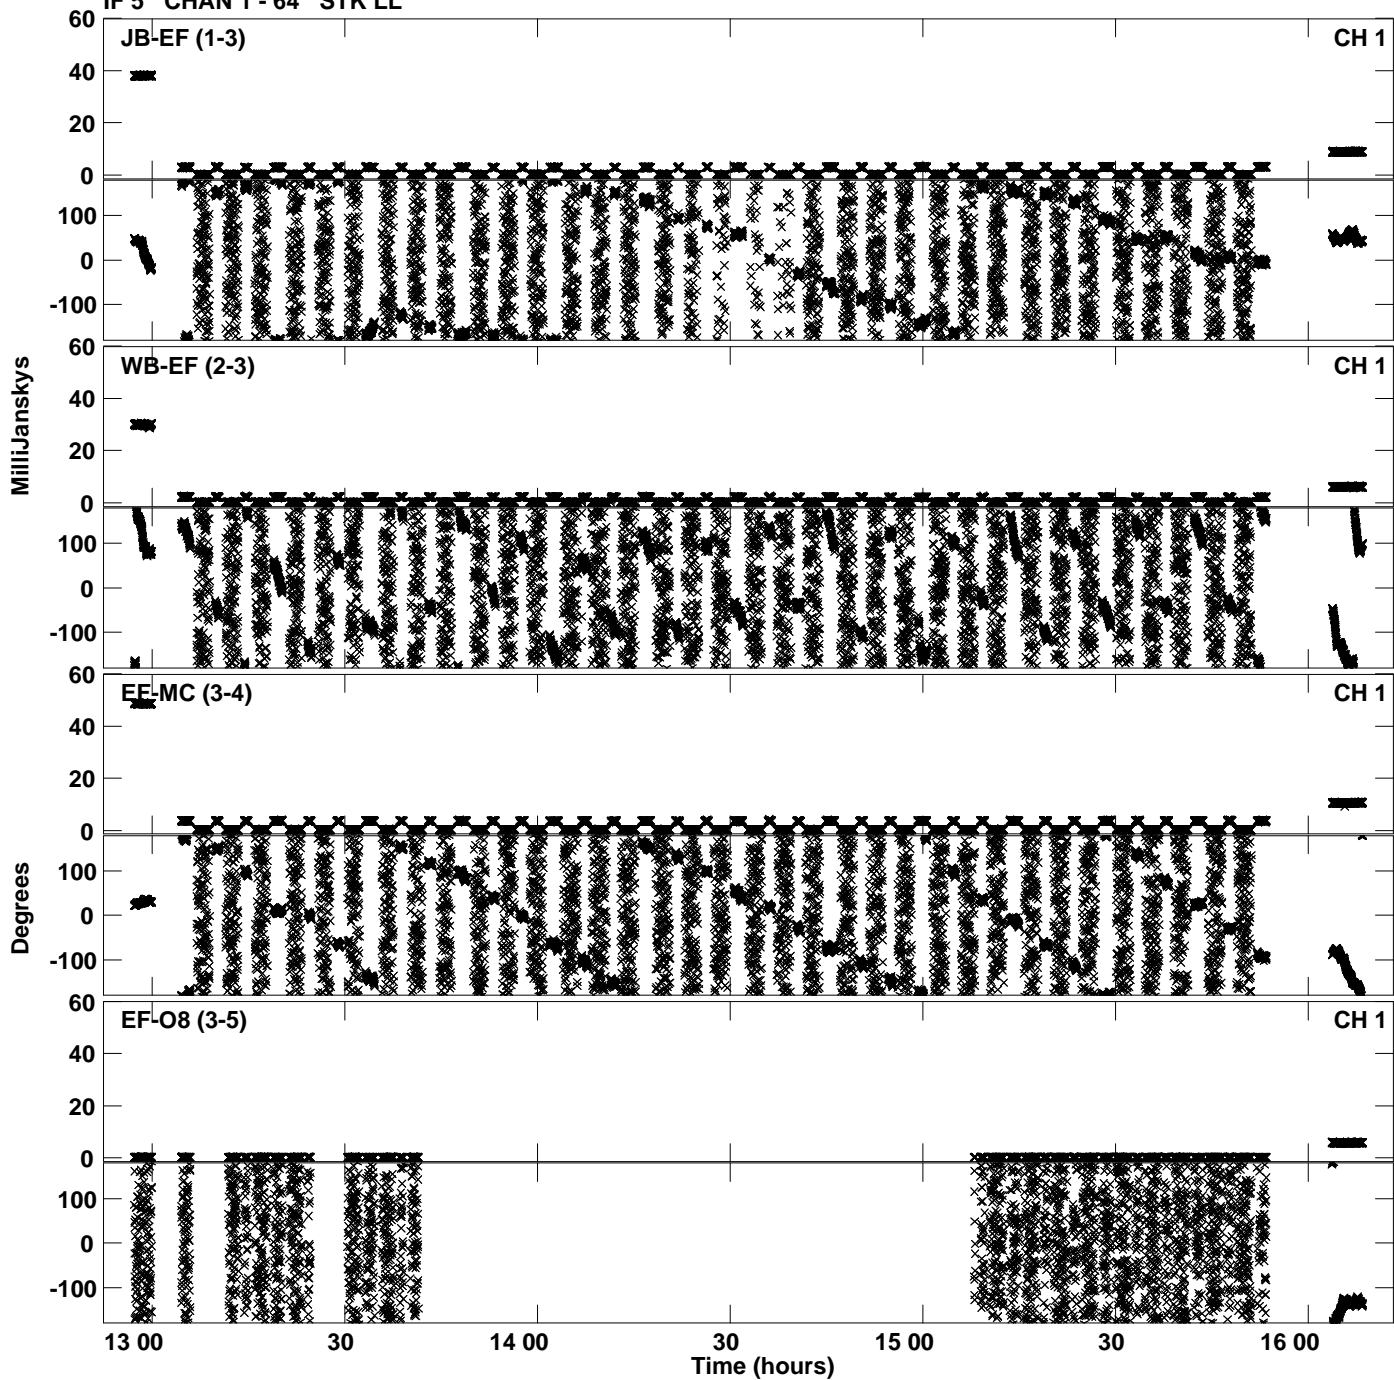 IF 5 CHAN 1 - 64 STK LL
60
JB-EF (1-3)
CH 1
40
20
0
100
0
-100
60
WB-EF (2-3)
CH 1
40
20
0
100
0
-100
60
EF-MC (3-4)
CH 1
40
20
0
100
0
-100
60
EF-O8 (3-5)
CH 1
40
20
0
100
0
-100
MilliJanskys
Degrees
13 00 30 14 00 30 15 00 30 16 00
Time (hours)